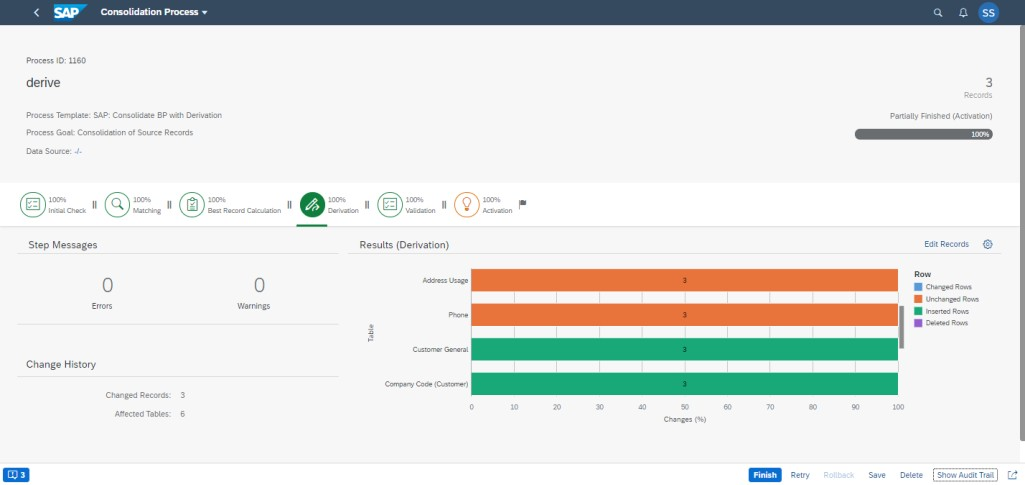 SAP
Consolidation Process
SS
Process ID: 1160
derive
3
Records
Process Template: SAP: Consolidate BP with Derivation
Partially Finished (Activation)
Process Goal: Consolidation of Source Records
100%
Data Source: -/-
100%
Initial Check
100%
Matching
100%
Best Record Calculation
100%
Derivation
100%
Validation
100%
Activation
Step Messages
Results (Derivation)
Edit Records
0
Errors
0
Warnings
Change History
Changed Records: 3
Affected Tables: 6
Table
Address Usage
3
Phone
3
Customer General
3
Company Code (Customer)
3
0 10 20 30 40 50 60 70 80 90 100
Changes (%)
Row
Changed Rows
Unchanged Rows
Inserted Rows
Deleted Rows
3
Finish Retry Rollback Save Delete Show Audit Trail